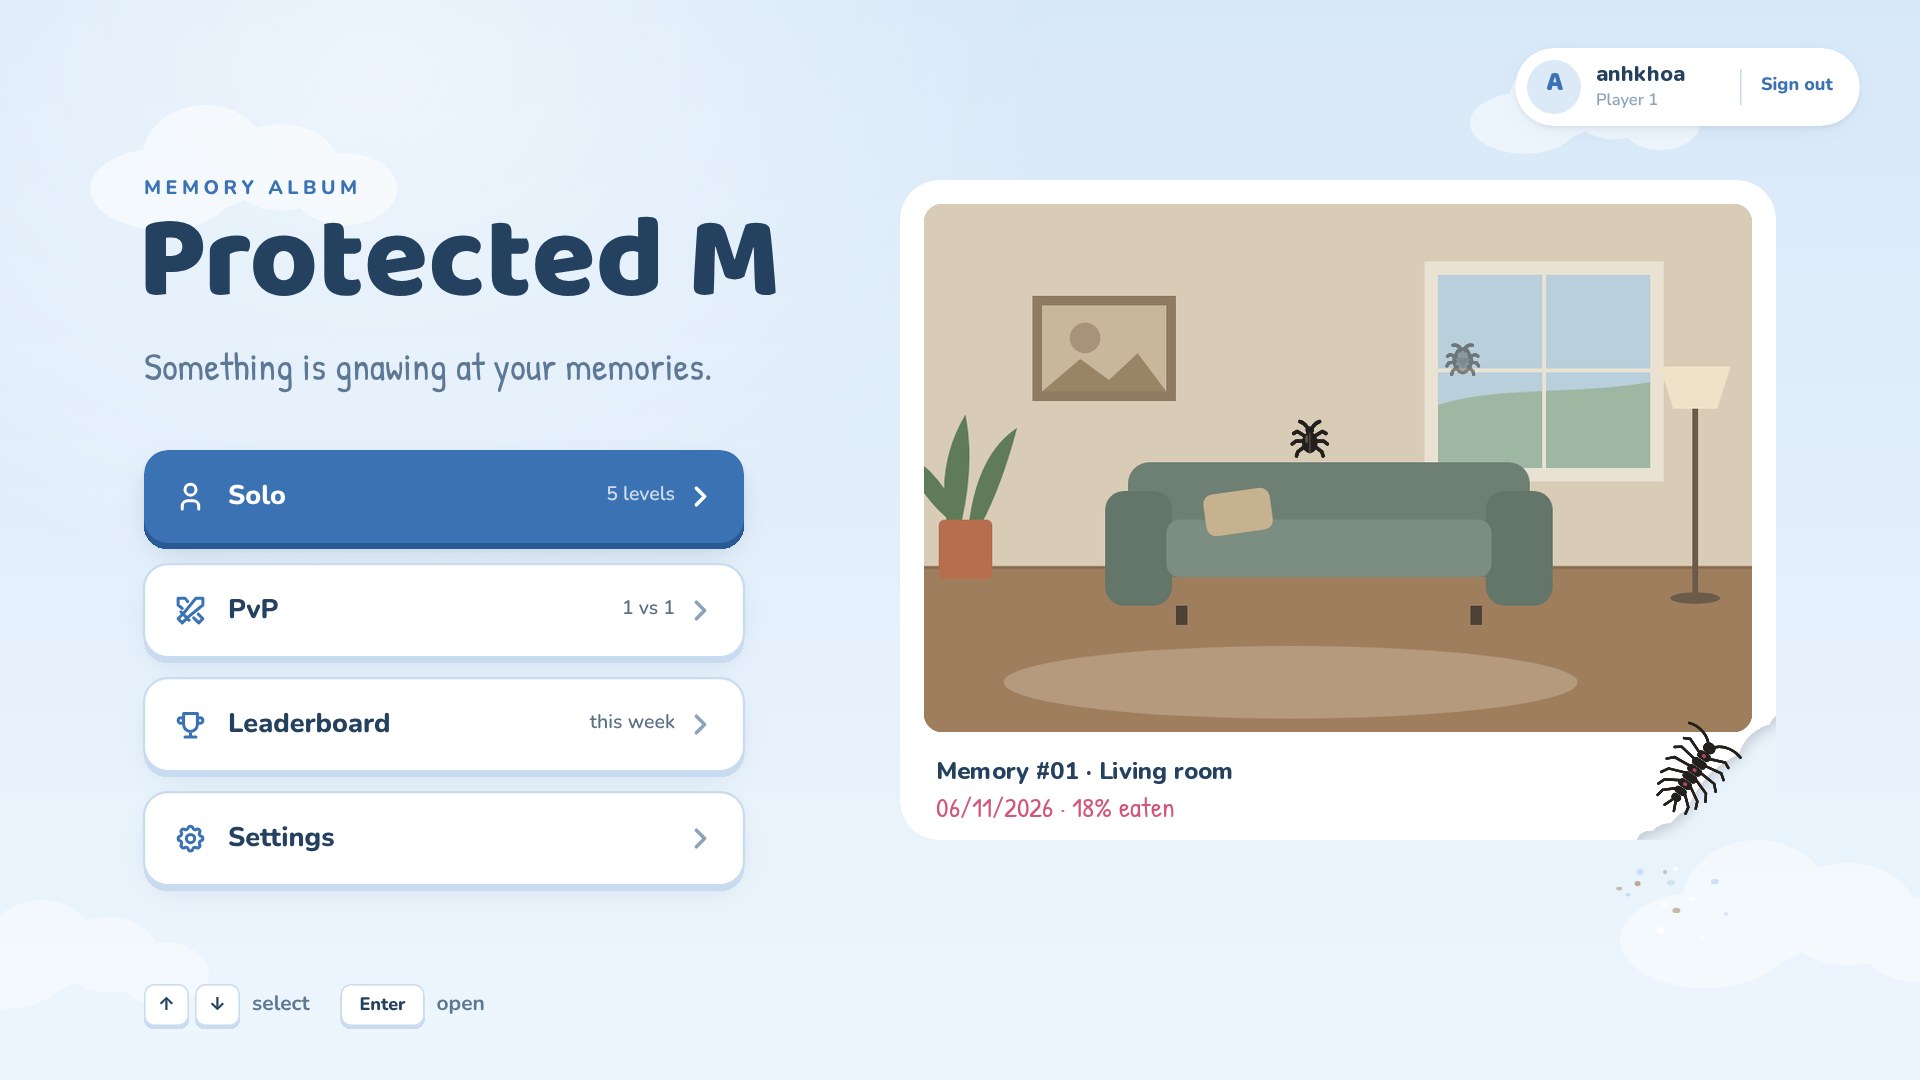 A
anhkhoa
Player 1
Sign out
MEMORY ALBUM
Protected M
Something is gnawing at your memories.
Solo
5 levels
PvP
1 vs 1
Leaderboard
this week
Settings
Memory #01 · Living room
06/11/2026 · 18% eaten
↑ ↓ select Enter open